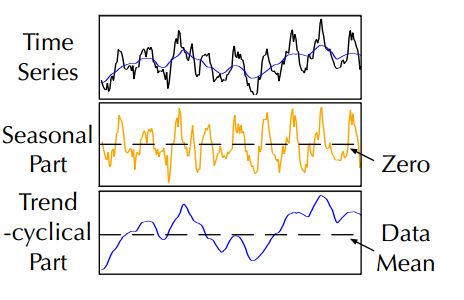 Time
Series
Seasonal
Part
Zero
Trend
-cyclical
Part
Data
Mean